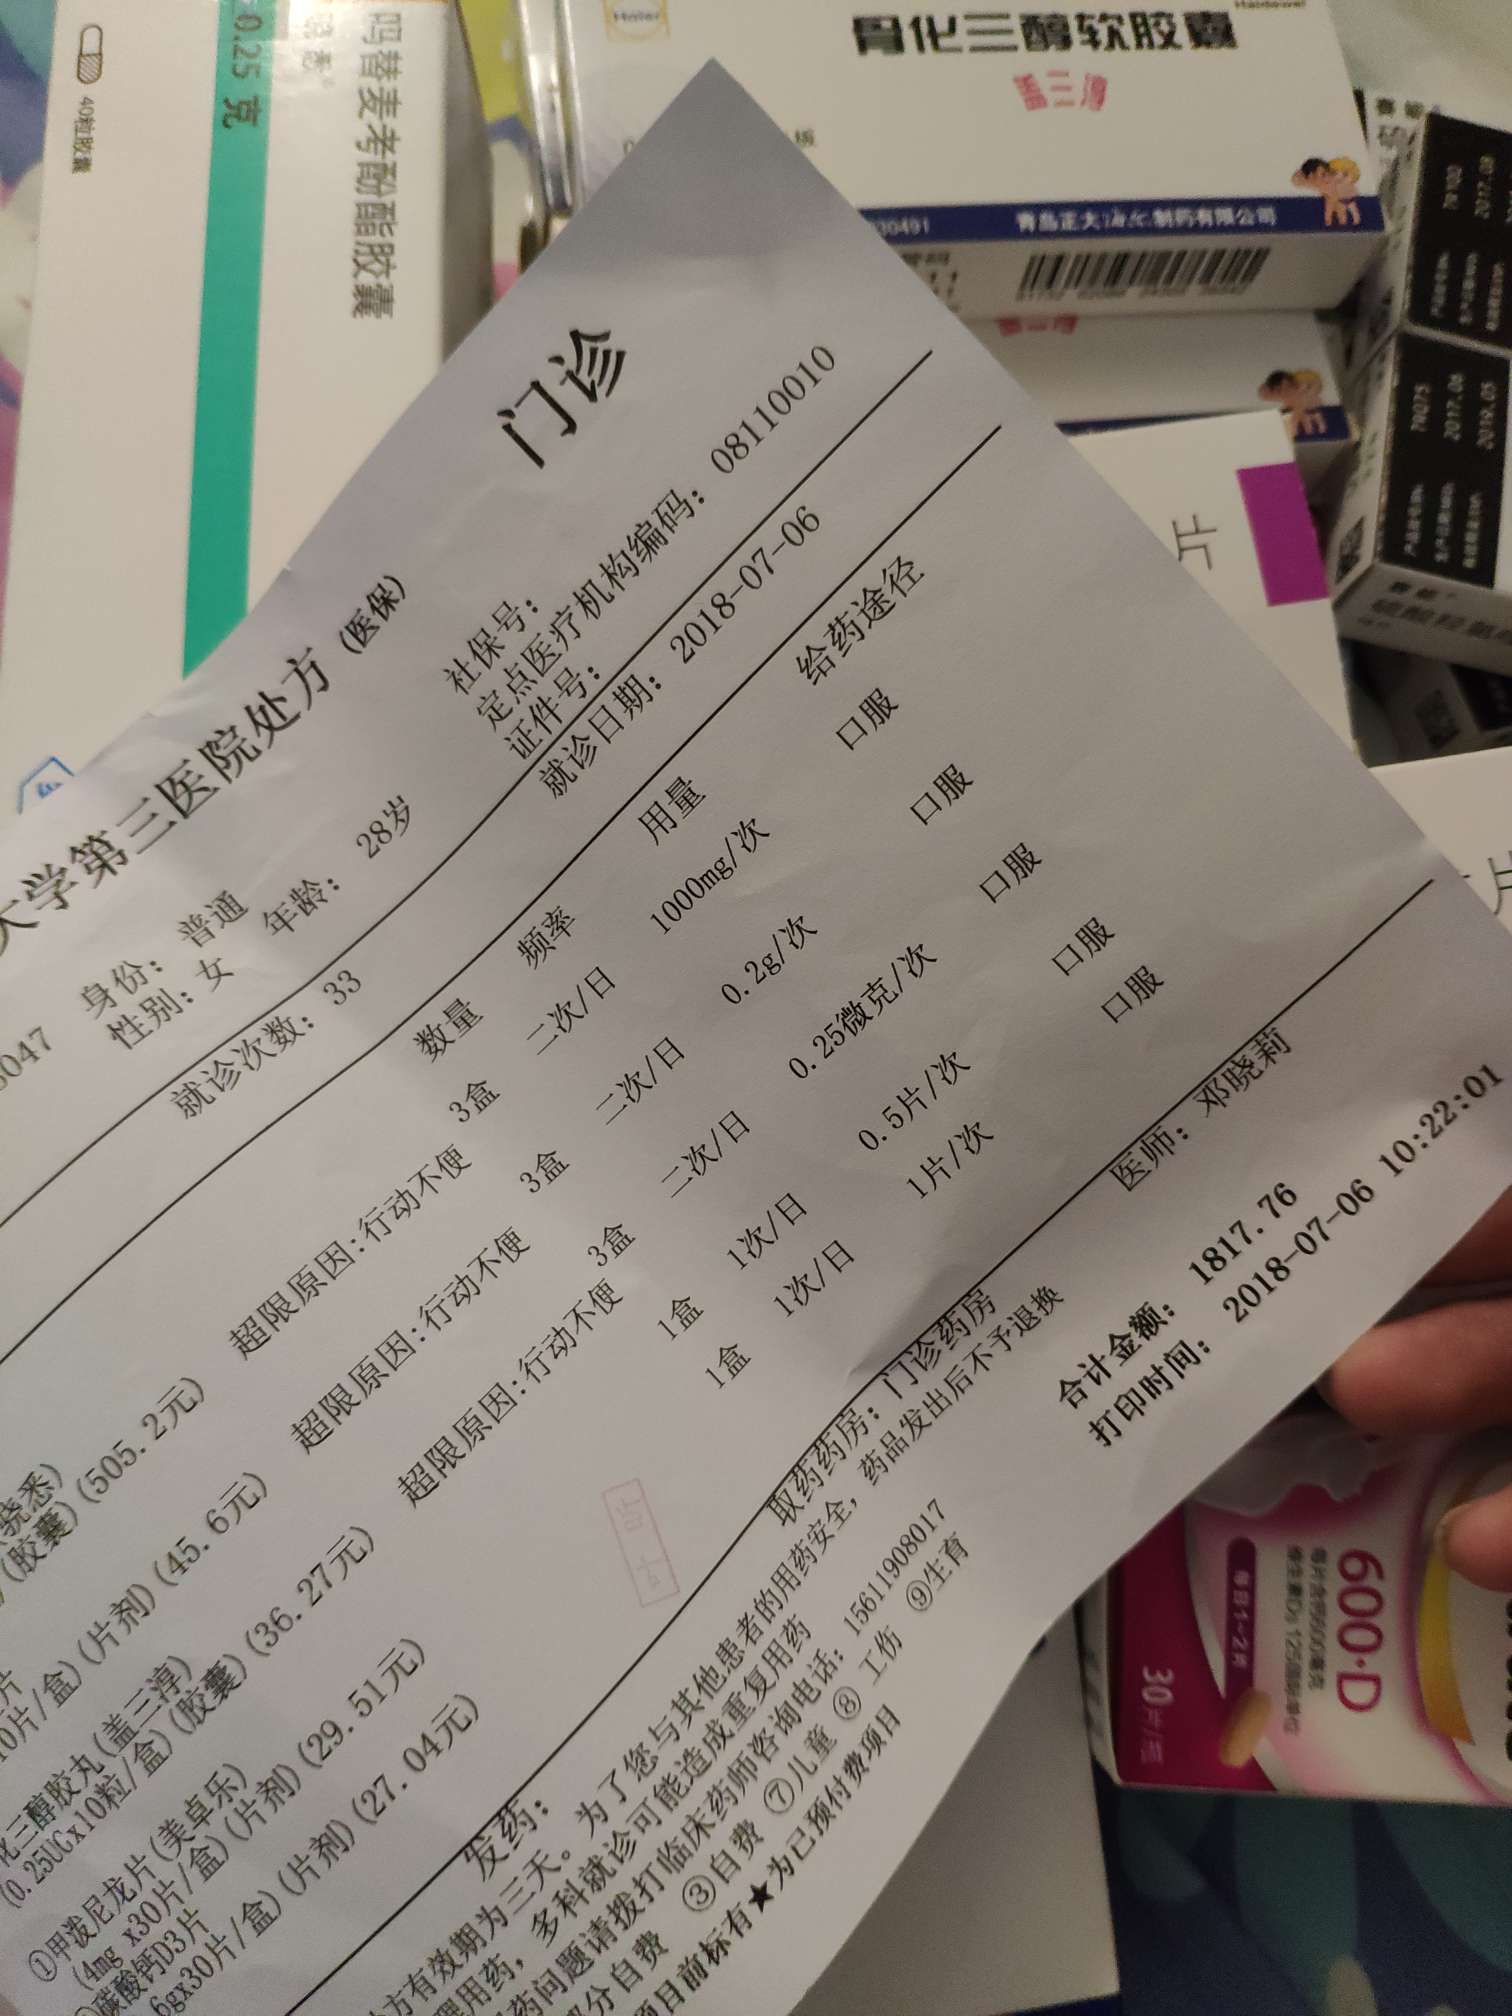 吗替麦考酚酯胶囊
0.25 克
40粒胶囊
Haier
骨化三醇软胶囊
盖三醇
30491
青岛正大海尔制药有限公司
片
大学第三医院处方(医保)
门诊
社保号：
定点医疗机构编码：08110010
证件号：
047 身份：普通
性别：女 年龄：28岁
就诊次数：33 就诊日期：2018-07-06
数量 频率 用量 给药途径
骁悉)
(胶囊)(505.2元) 超限原因:行动不便 3盒 二次/日 1000mg/次 口服
片
0片/盒)(片剂)(45.6元) 超限原因:行动不便 3盒 二次/日 0.2g/次 口服
化三醇胶丸(盖三淳)
(0.25UGx10粒/盒)(胶囊)(36.27元) 超限原因:行动不便 3盒 二次/日 0.25微克/次 口服
①甲泼尼龙片(美卓乐)
(4mg x30片/盒)(片剂)(29.51元) 1盒 1次/日 0.5片/次 口服
碳酸钙D3片
6gx30片/盒)(片剂)(27.04元) 1盒 1次/日 1片/次 口服
医师：邓晓莉
发药： 取药药房：门诊药房
方有效期为三天。为了您与其他患者的用药安全，药品发出后不予退换
理用药，多科就诊可能造成重复用药
药问题请拨打临床药师咨询电话：15611908017
部分自费 ③自费 ⑦儿童 ⑧ 工伤 ⑨生育
项目前标有★为已预付费项目
合计金额：1817.76
打印时间：2018-07-06 10:22:01
600·D
每日1~2片
30片/瓶